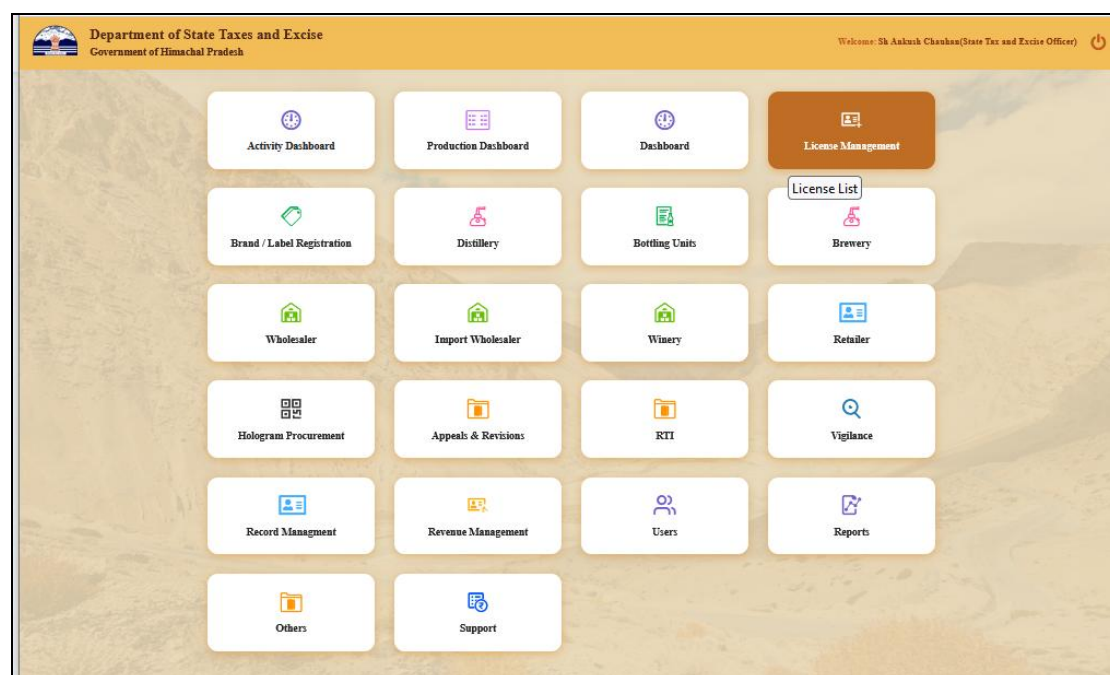 Department of State Taxes and Excise
Government of Himachal Pradesh
Welcome: Sh Ankush Chauhan(State Tax and Excise Officer)
Activity Dashboard
Production Dashboard
Dashboard
License Management
License List
Brand / Label Registration
Distillery
Bottling Units
Brewery
Wholesaler
Import Wholesaler
Winery
Retailer
Hologram Procurement
Appeals & Revisions
RTI
Vigilance
Record Managment
Revenue Management
Users
Reports
Others
Support